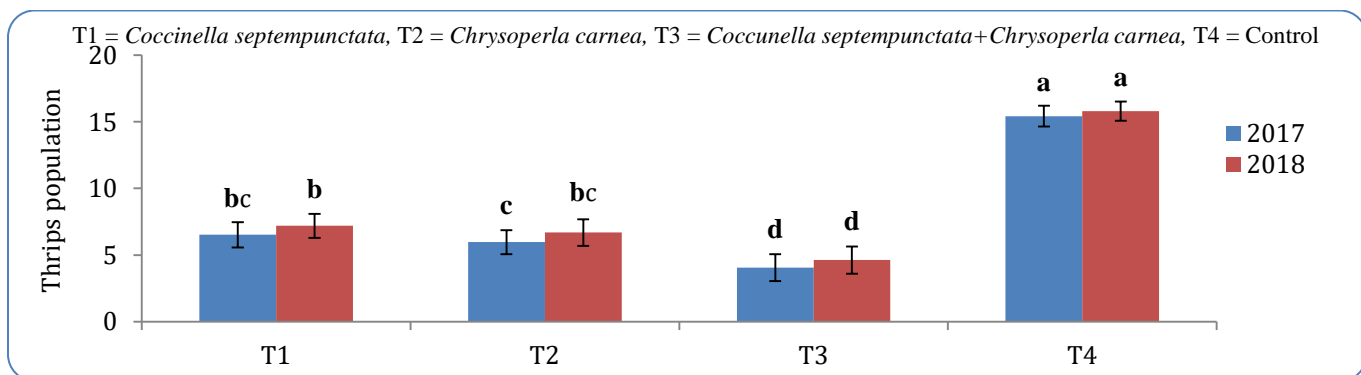 T1 = Coccinella septempunctata, T2 = Chrysoperla carnea, T3 = Coccunella septempunctata+Chrysoperla carnea, T4 = Control
20
15
10
5
0
Thrips population
bc
b
c
bc
d
d
a
a
2017
2018
T1
T2
T3
T4